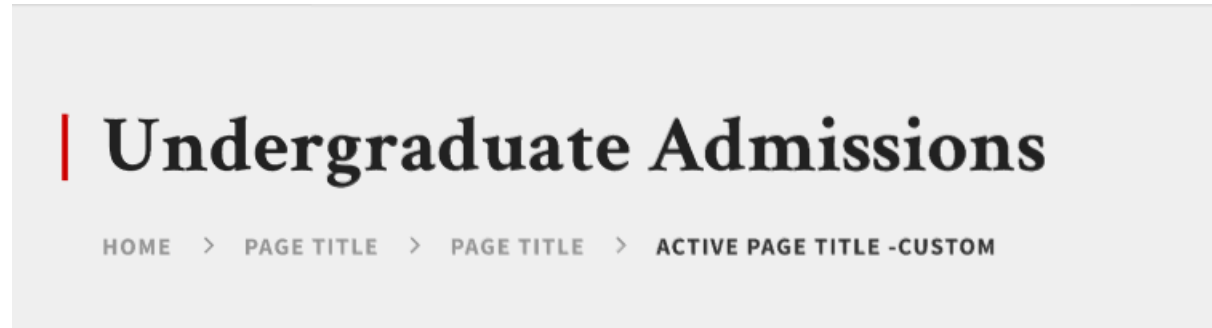 Undergraduate Admissions
HOME > PAGE TITLE > PAGE TITLE > ACTIVE PAGE TITLE -CUSTOM